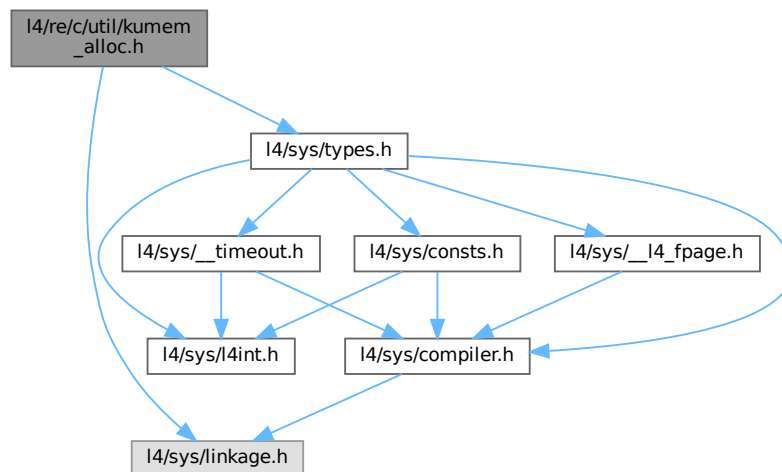 l4/re/c/util/kumem
_alloc.h
l4/sys/types.h
l4/sys/__timeout.h
l4/sys/consts.h
l4/sys/__l4_fpage.h
l4/sys/l4int.h
l4/sys/compiler.h
l4/sys/linkage.h